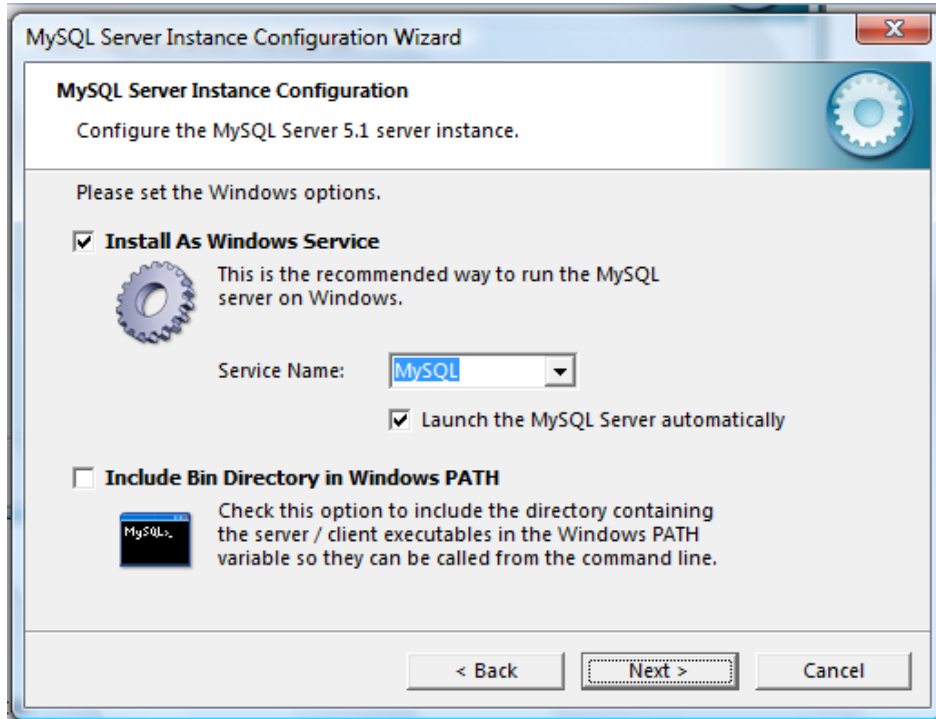 MySQL Server Instance Configuration Wizard
MySQL Server Instance Configuration
Configure the MySQL Server 5.1 server instance.
Please set the Windows options.
Install As Windows Service
This is the recommended way to run the MySQL
server on Windows.
Service Name: MySQL
Launch the MySQL Server automatically
Include Bin Directory in Windows PATH
MySQL>_
Check this option to include the directory containing
the server / client executables in the Windows PATH
variable so they can be called from the command line.
< Back Next > Cancel